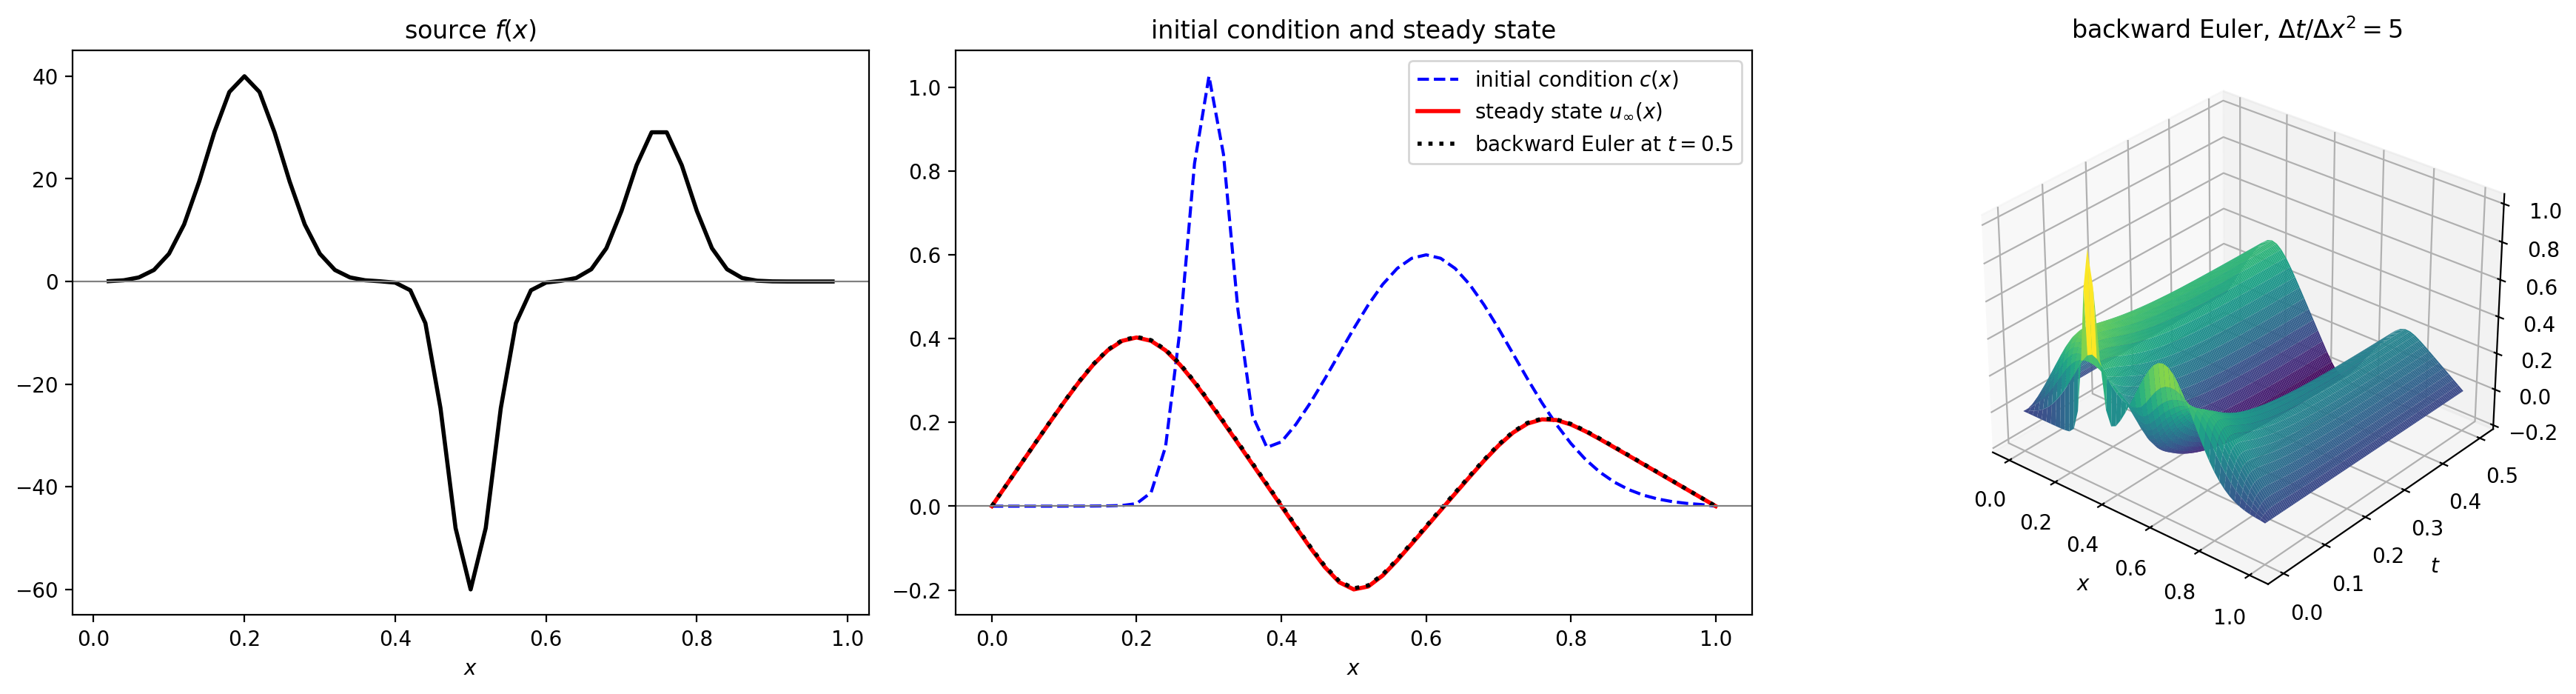 source f(x)
40
20
0
−20
−40
−60
0.0 0.2 0.4 0.6 0.8 1.0
x
initial condition and steady state
initial condition c(x)
steady state u∞(x)
backward Euler at t = 0.5
1.0
0.8
0.6
0.4
0.2
0.0
−0.2
0.0 0.2 0.4 0.6 0.8 1.0
x
backward Euler, Δt/Δx² = 5
1.0
0.8
0.6
0.4
0.2
0.0
−0.2
0.0 0.2 0.4 0.6 0.8 1.0
x
0.0 0.1 0.2 0.3 0.4 0.5
t